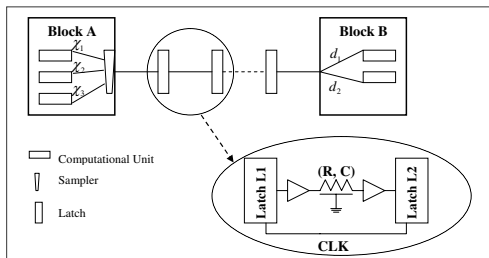 Block A
Block B
χ1
χ2
χ3
d1
d2
Computational Unit
Sampler
Latch
Latch L1
(R, C)
Latch L2
CLK